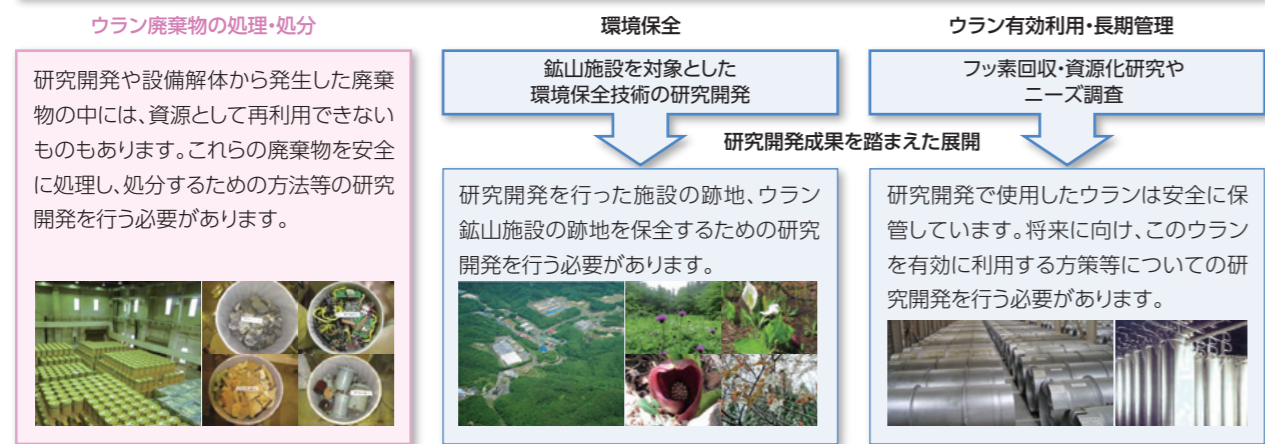 ウラン廃棄物の処理・処分
研究開発や設備解体から発生した廃棄
物の中には、資源として再利用できない
ものもあります。これらの廃棄物を安全
に処理し、処分するための方法等の研究
開発を行う必要があります。
環境保全
鉱山施設を対象とした
環境保全技術の研究開発
ウラン有効利用・長期管理
フッ素回収・資源化研究や
ニーズ調査
研究開発成果を踏まえた展開
研究開発を行った施設の跡地、ウラン
鉱山施設の跡地を保全するための研究
開発を行う必要があります。
研究開発で使用したウランは安全に保
管しています。将来に向け、このウラン
を有効に利用する方策等についての研
究開発を行う必要があります。